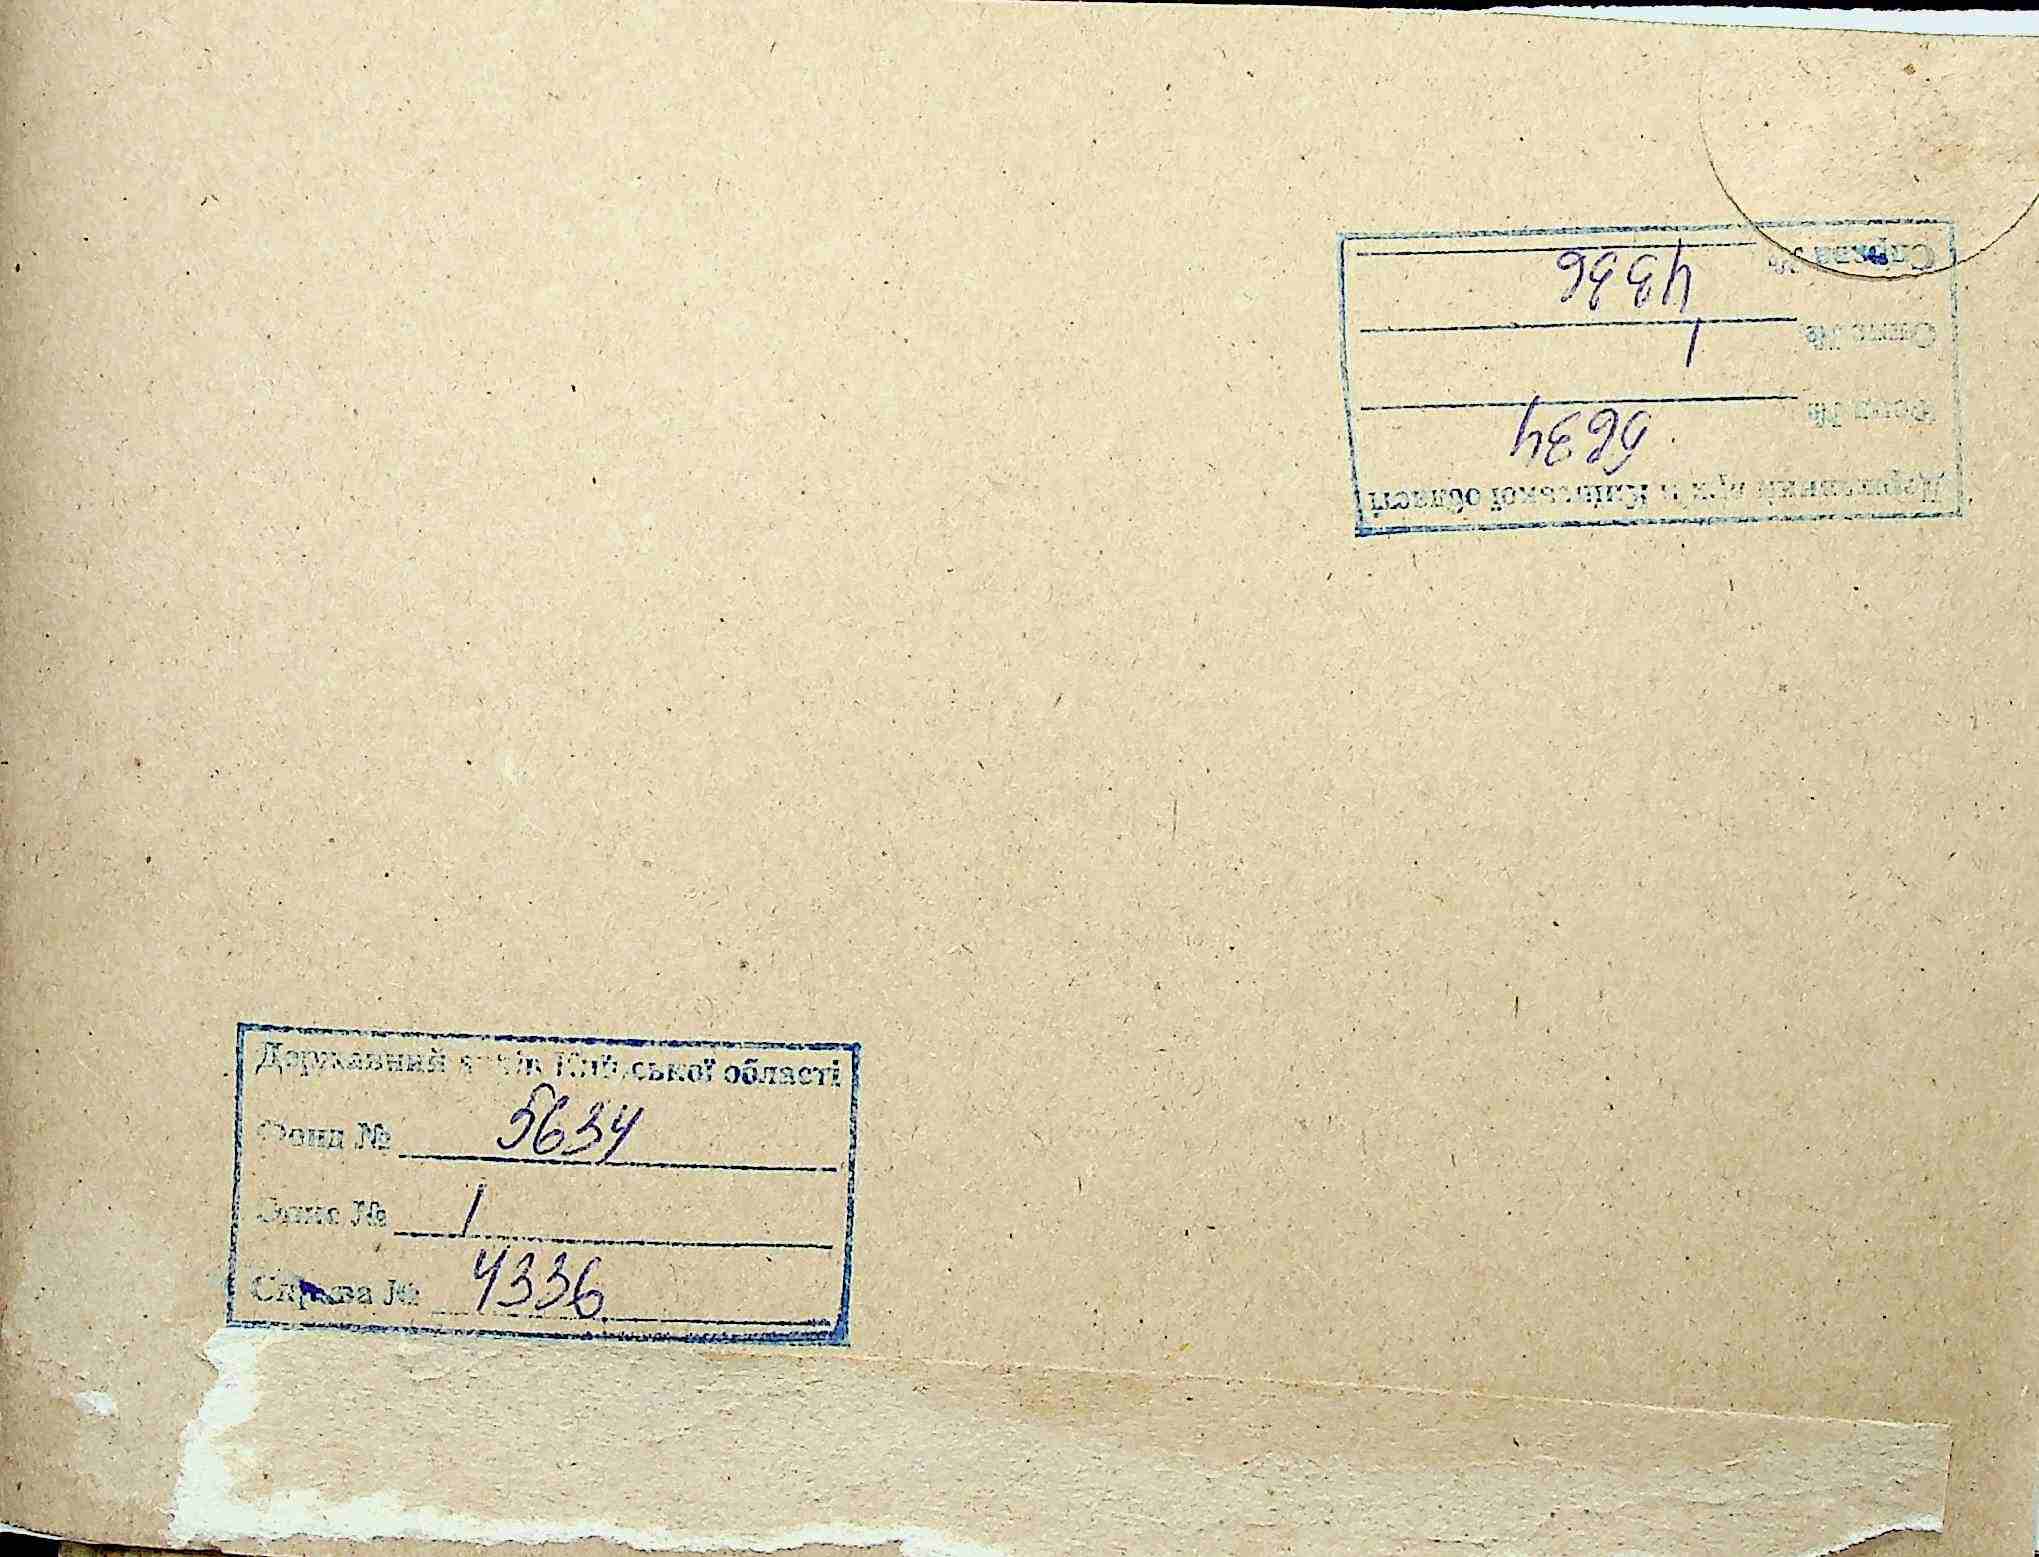 Державний архів Київської області
Фонд № 5634
Опис № 1
Справа № 4336
Державний архів Київської області
Фонд № 5634
Опис № 1
Справа № 4336